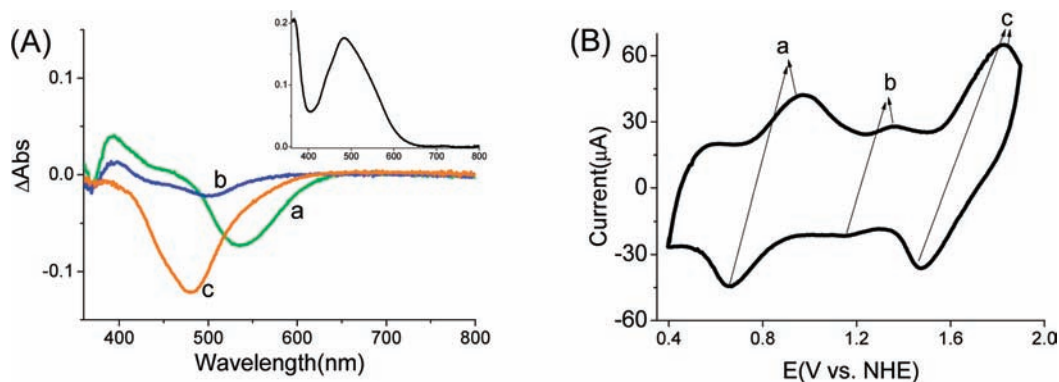 (A)
ΔAbs
0.1
0.0
-0.1
400
500
600
700
800
Wavelength(nm)
a
b
c
0.2
0.1
0.0
400
500
600
700
800
(B)
Current(μA)
60
30
0
-30
-60
0.4
0.8
1.2
1.6
2.0
E(V vs. NHE)
a
b
c